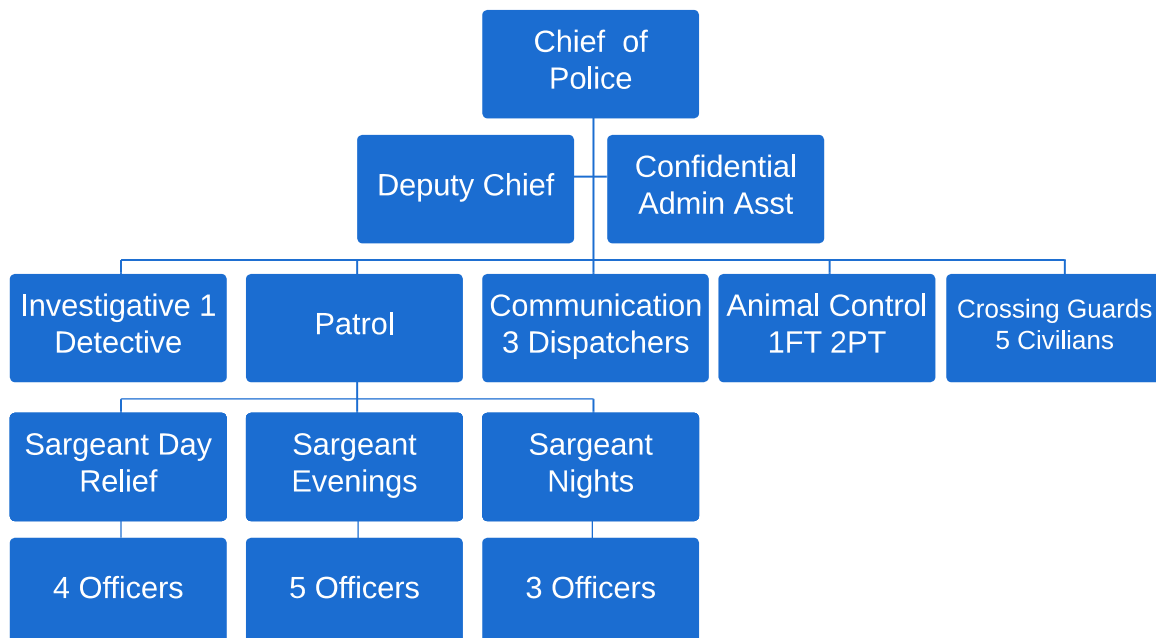 Chief of
Police
Deputy Chief
Confidential
Admin Asst
Investigative 1
Detective
Patrol
Communication
3 Dispatchers
Animal Control
1FT 2PT
Crossing Guards
5 Civilians
Sargeant Day
Relief
Sargeant
Evenings
Sargeant
Nights
4 Officers
5 Officers
3 Officers